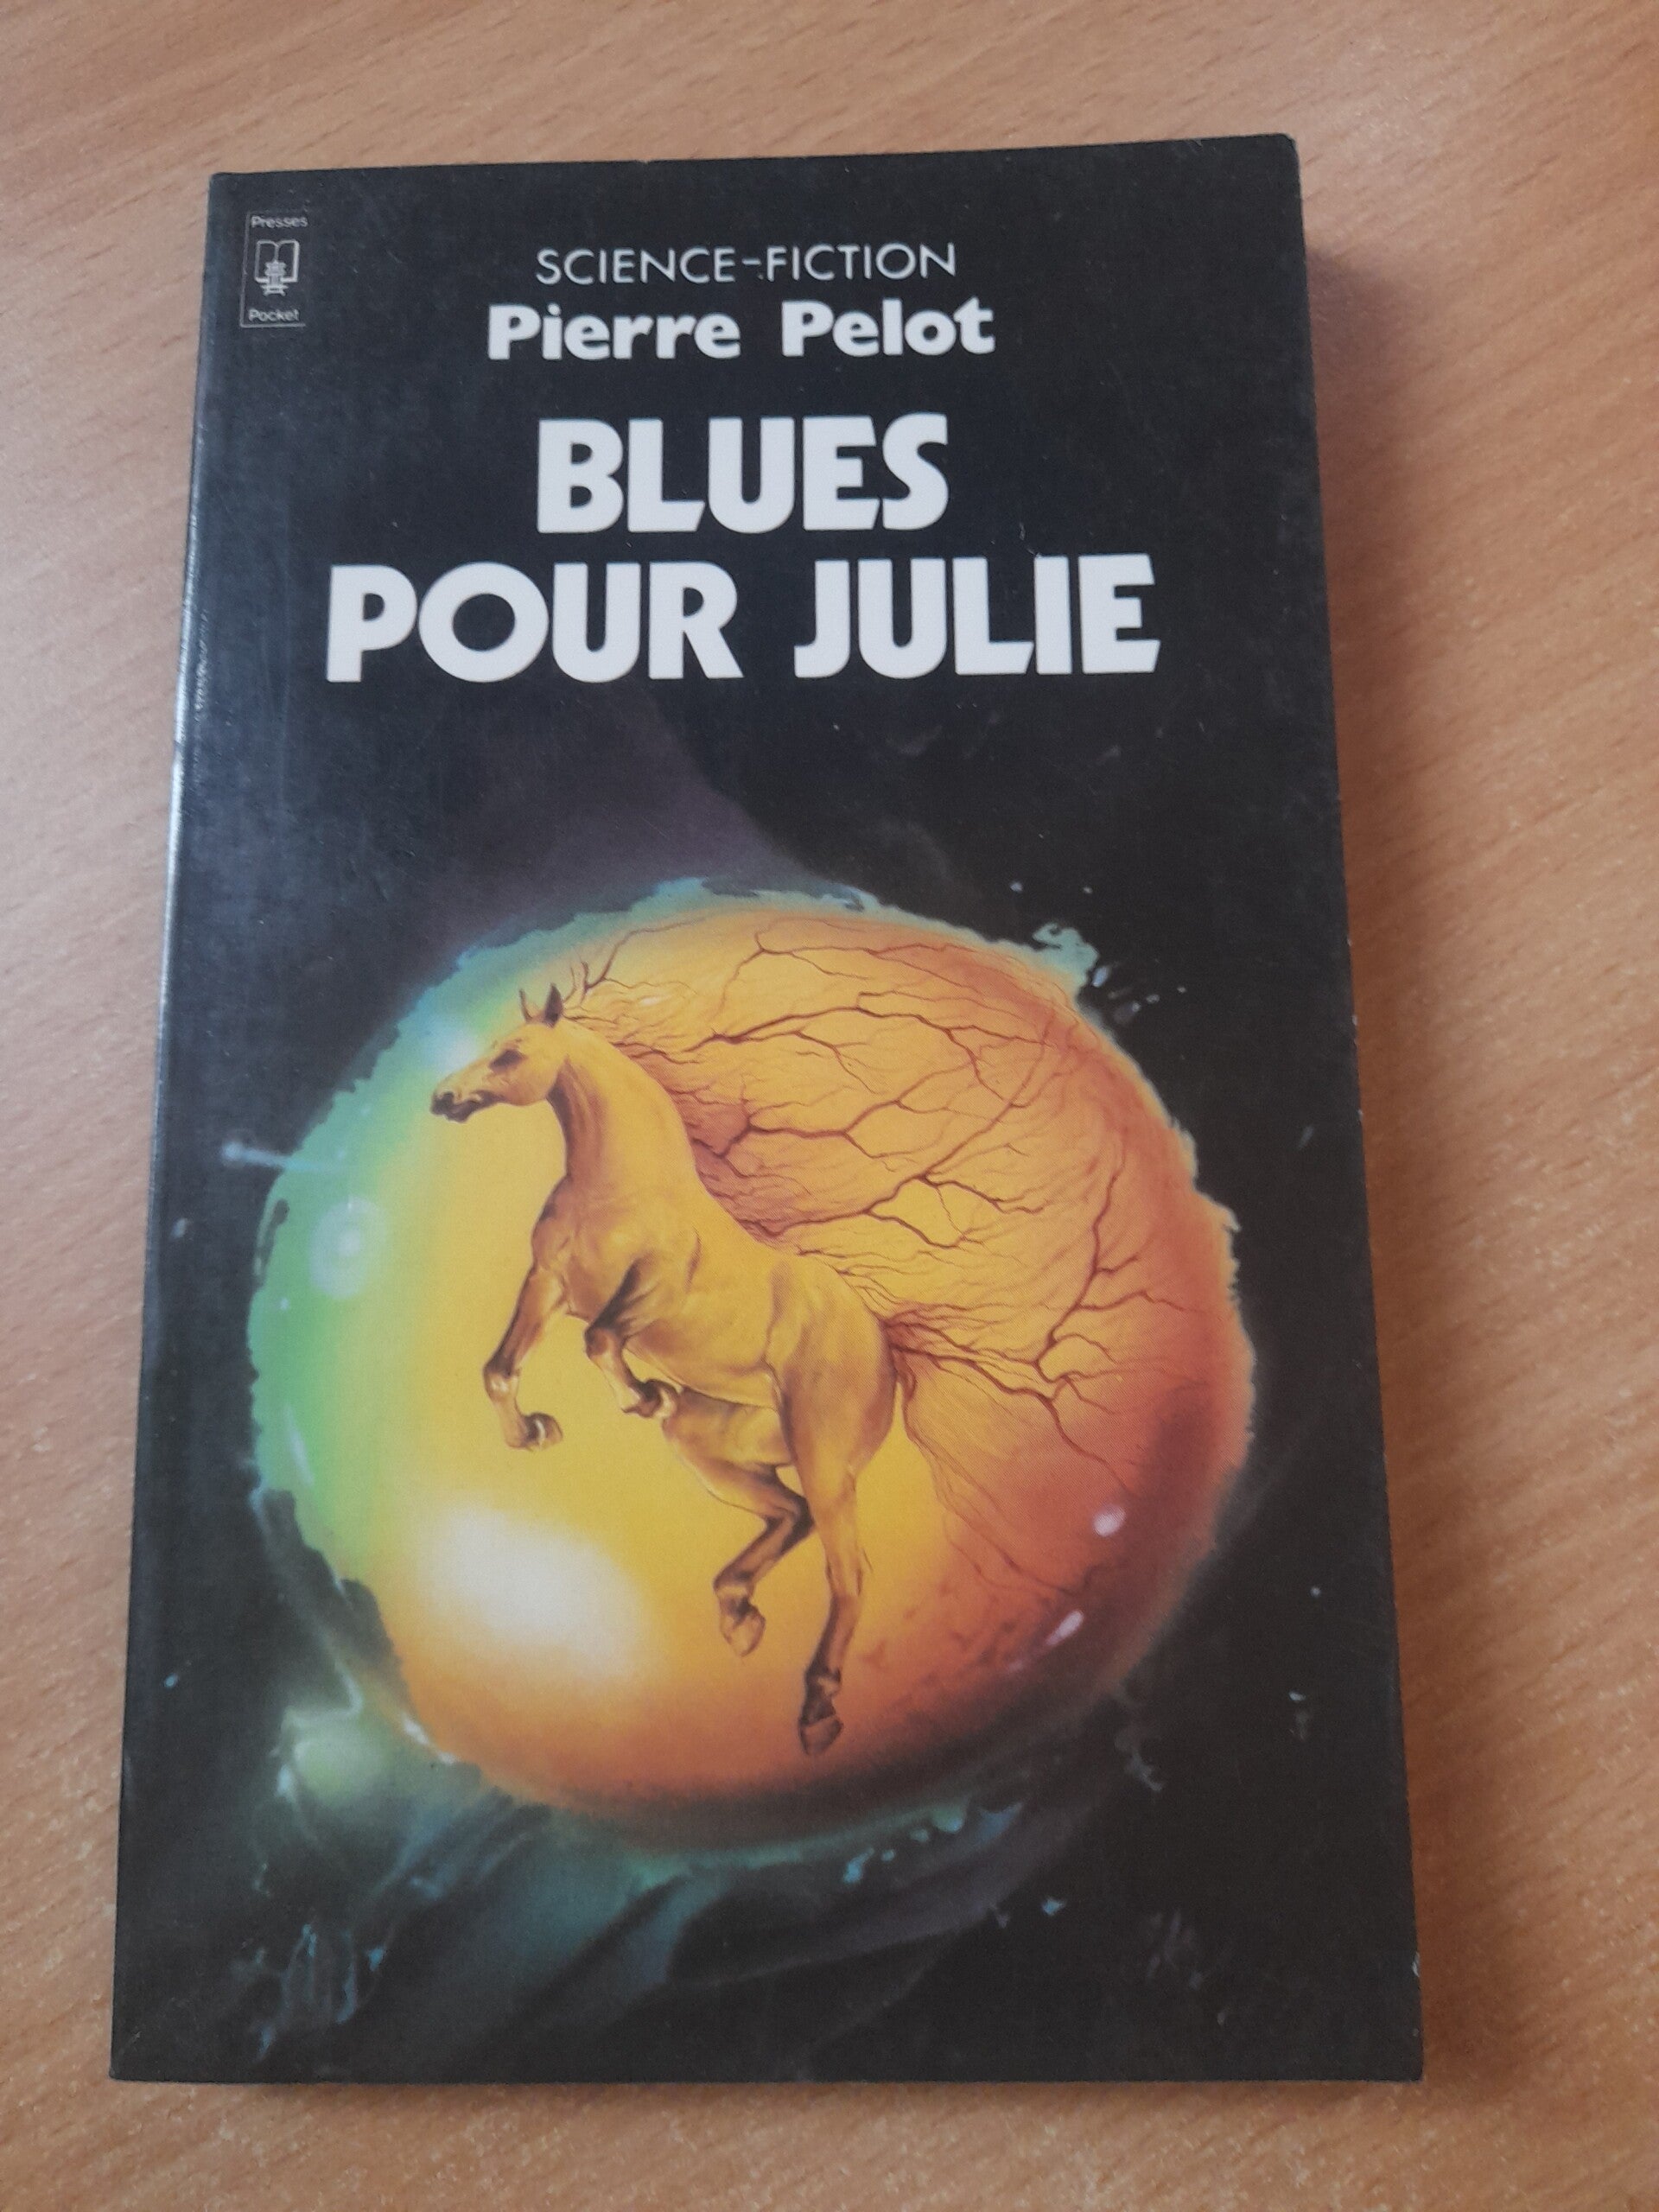 Presses
Pocket
SCIENCE-FICTION
Pierre Pelot
BLUES
POUR JULIE